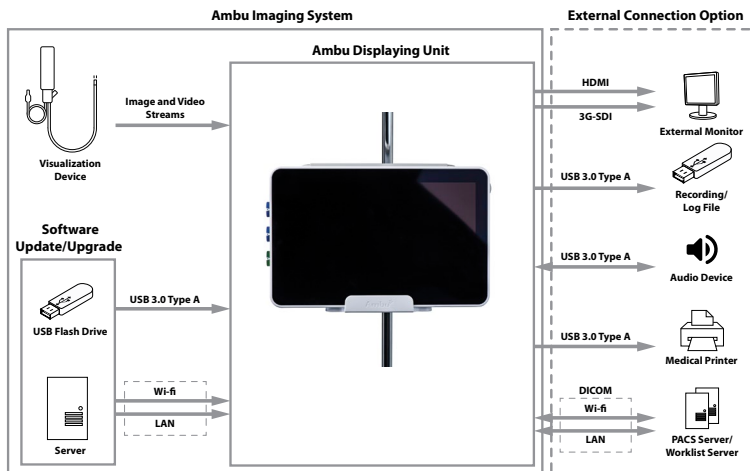 Ambu Imaging System
External Connection Option
Ambu Displaying Unit
Image and Video
Streams
Visualization
Device
HDMI
3G-SDI
External Monitor
USB 3.0 Type A
Recording/
Log File
Software
Update/Upgrade
USB 3.0 Type A
Audio Device
USB 3.0 Type A
USB Flash Drive
USB 3.0 Type A
Medical Printer
Wi-fi
LAN
Server
DICOM
Wi-fi
LAN
PACS Server/
Worklist Server